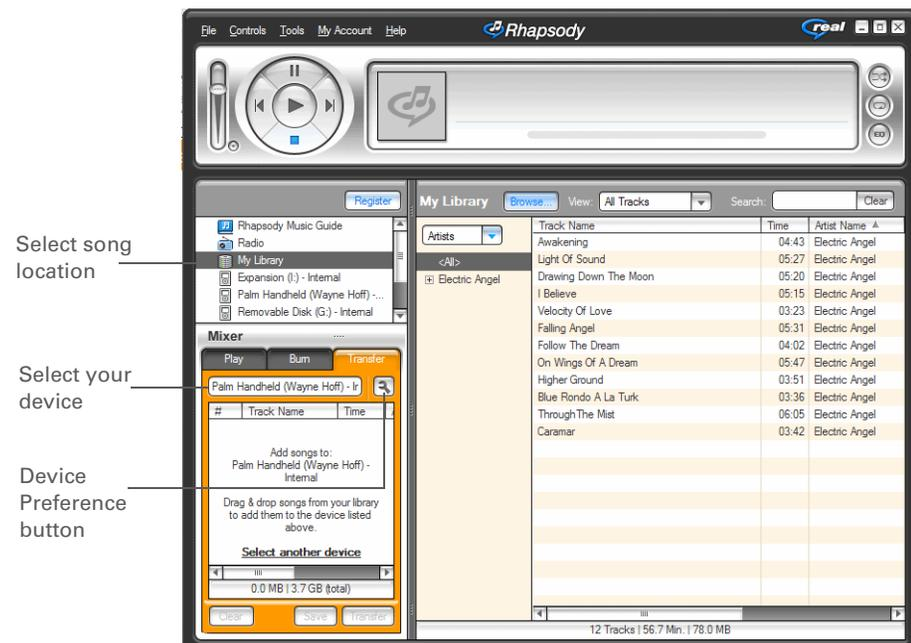 File Controls Tools My Account Help
Rhapsody
real
EQ
Register
My Library
Browse...
View:
All Tracks
Search:
Clear
Select song
location
Rhapsody Music Guide
Radio
My Library
Expansion (I:) - Internal
Palm Handheld (Wayne Hoff) -...
Removable Disk (G:) - Internal
Artists
<All>
Electric Angel
Track Name Time Artist Name
Awakening 04:43 Electric Angel
Light Of Sound 05:27 Electric Angel
Drawing Down The Moon 05:20 Electric Angel
I Believe 05:15 Electric Angel
Velocity Of Love 03:23 Electric Angel
Falling Angel 05:31 Electric Angel
Follow The Dream 04:02 Electric Angel
On Wings Of A Dream 05:47 Electric Angel
Higher Ground 03:51 Electric Angel
Blue Rondo A La Turk 03:36 Electric Angel
Through The Mist 06:05 Electric Angel
Caramar 03:42 Electric Angel
Mixer
Play Burn Transfer
Select your
device
Palm Handheld (Wayne Hoff) - Ir
# Track Name Time
Add songs to:
Palm Handheld (Wayne Hoff) -
Internal
Device
Preference
button
Drag & drop songs from your library
to add them to the device listed
above.
Select another device
0.0 MB | 3.7 GB (total)
Clear Save Transfer
12 Tracks | 56.7 Min. | 78.0 MB